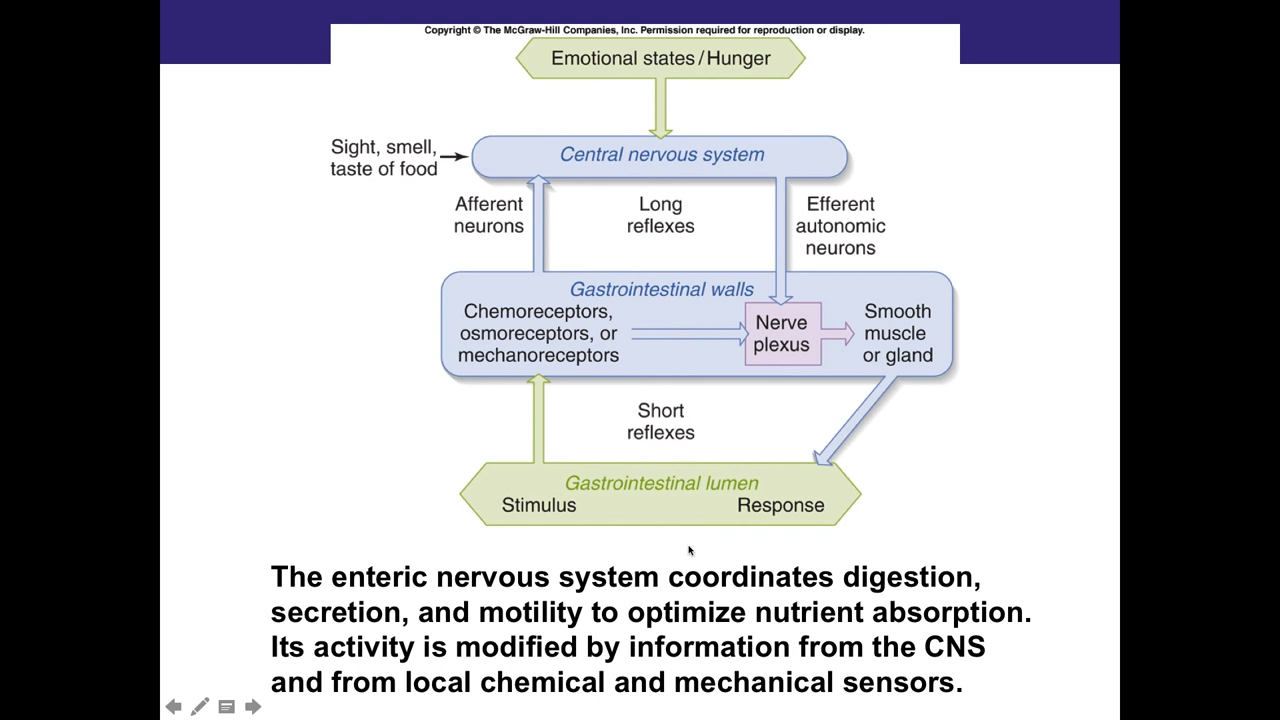 Copyright © The McGraw-Hill Companies, Inc. Permission required for reproduction or display.
Emotional states/Hunger
Sight, smell,
taste of food
Central nervous system
Afferent
neurons
Long
reflexes
Efferent
autonomic
neurons
Gastrointestinal walls
Chemoreceptors,
osmoreceptors, or
mechanoreceptors
Nerve
plexus
Smooth
muscle
or gland
Short
reflexes
Gastrointestinal lumen
Stimulus
Response
The enteric nervous system coordinates digestion,
secretion, and motility to optimize nutrient absorption.
Its activity is modified by information from the CNS
and from local chemical and mechanical sensors.